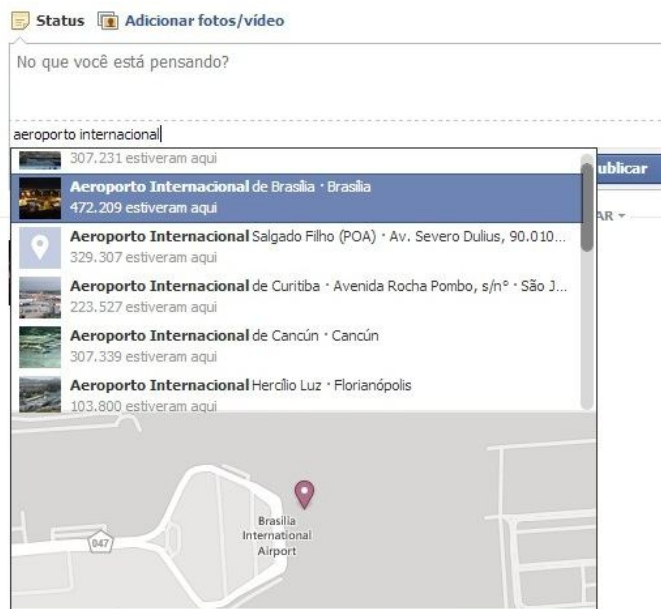 Status Adicionar fotos/vídeo
No que você está pensando?
aeroporto internacional
307.231 estiveram aqui
ublicar
Aeroporto Internacional de Brasília · Brasília
472.209 estiveram aqui
AR
Aeroporto Internacional Salgado Filho (POA) · Av. Severo Dulius, 90.010...
329.307 estiveram aqui
Aeroporto Internacional de Curitiba · Avenida Rocha Pombo, s/nº · São J...
223.527 estiveram aqui
Aeroporto Internacional de Cancún · Cancún
307.339 estiveram aqui
Aeroporto Internacional Hercílio Luz · Florianópolis
103.800 estiveram aqui
Brasília
International
Airport
047